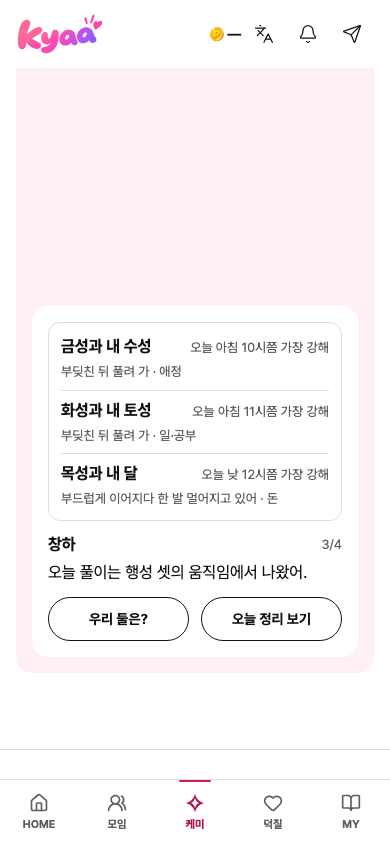 kyaa
금성과 내 수성 오늘 아침 10시쯤 가장 강해
부딪친 뒤 풀려 가 · 애정
화성과 내 토성 오늘 아침 11시쯤 가장 강해
부딪친 뒤 풀려 가 · 일·공부
목성과 내 달 오늘 낮 12시쯤 가장 강해
부드럽게 이어지다 한 발 멀어지고 있어 · 돈
창하 3/4
오늘 풀이는 행성 셋의 움직임에서 나왔어.
우리 둘은? 오늘 정리 보기
HOME 모임 케미 덕질 MY